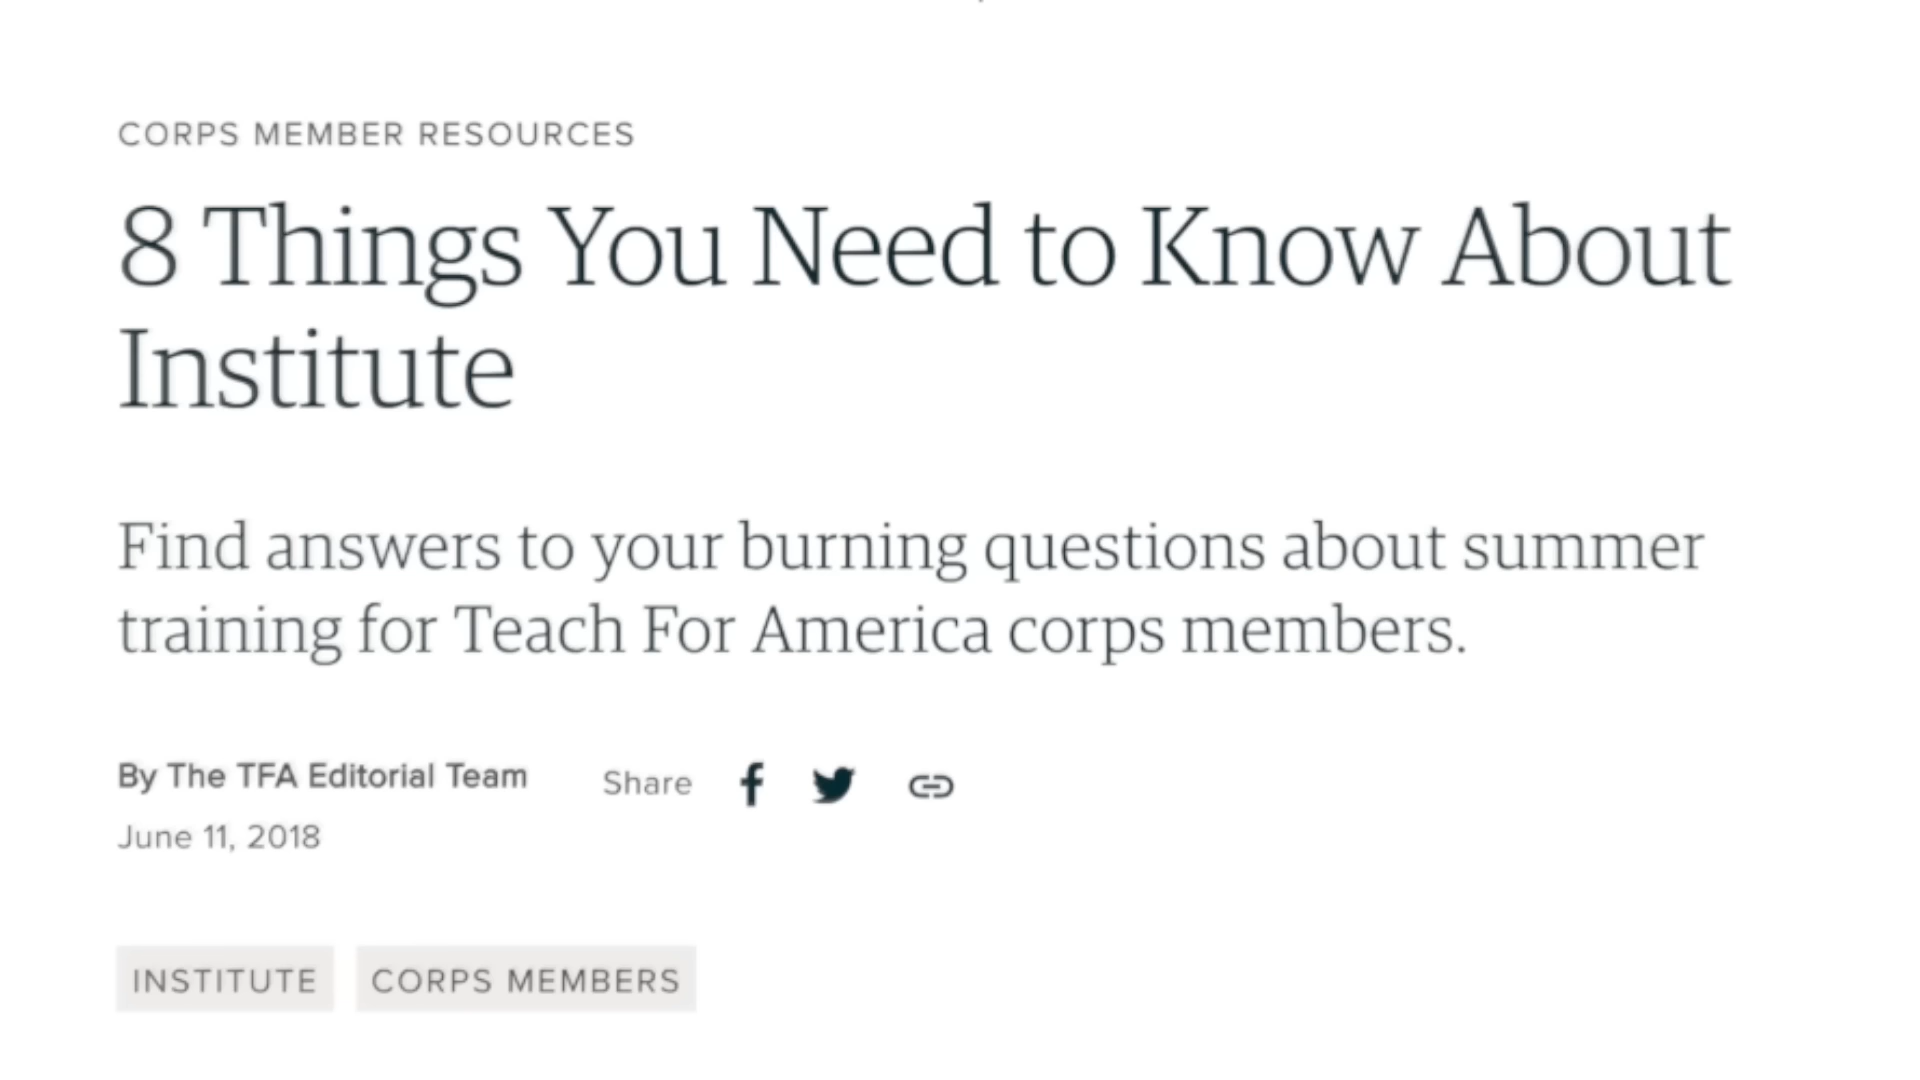 CORPS MEMBER RESOURCES
8 Things You Need to Know About
Institute
Find answers to your burning questions about summer
training for Teach For America corps members.
By The TFA Editorial Team
Share
June 11, 2018
INSTITUTE
CORPS MEMBERS